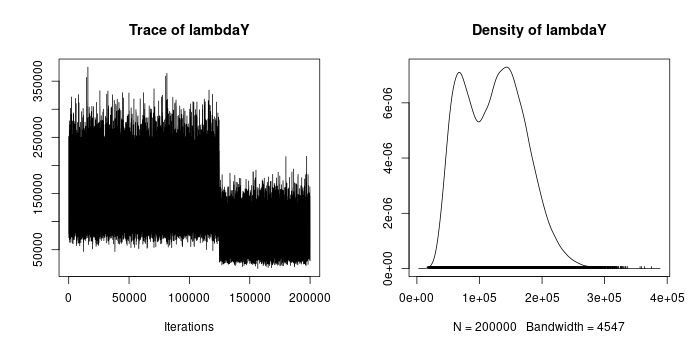 Trace of lambdaY
350000
250000
150000
50000
0
50000
100000
150000
200000
Iterations
Density of lambdaY
6e-06
4e-06
2e-06
0e+00
0e+00
1e+05
2e+05
3e+05
4e+05
N = 200000 Bandwidth = 4547